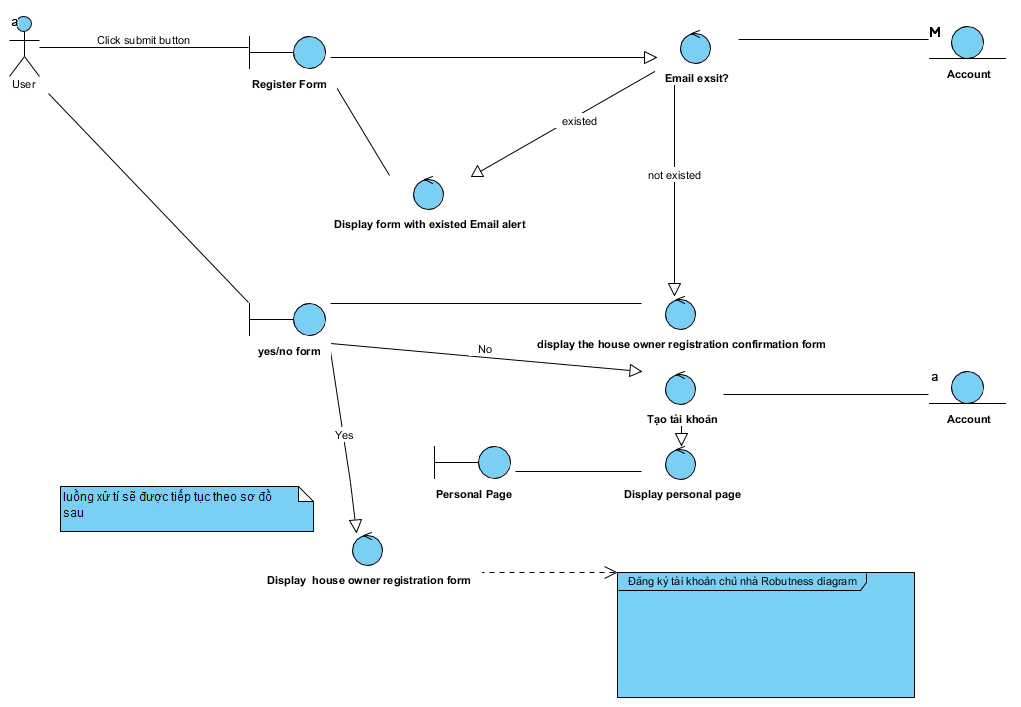 a
User
Click submit button
Register Form
Email exsit?
M
Account
existed
not existed
Display form with existed Email alert
yes/no form
display the house owner registration confirmation form
No
a
Account
Tạo tài khoản
Yes
Personal Page
Display personal page
luồng xử tí sẽ được tiếp tục theo sơ đồ
sau
Display house owner registration form
Đăng ký tài khoản chủ nhà Robutness diagram